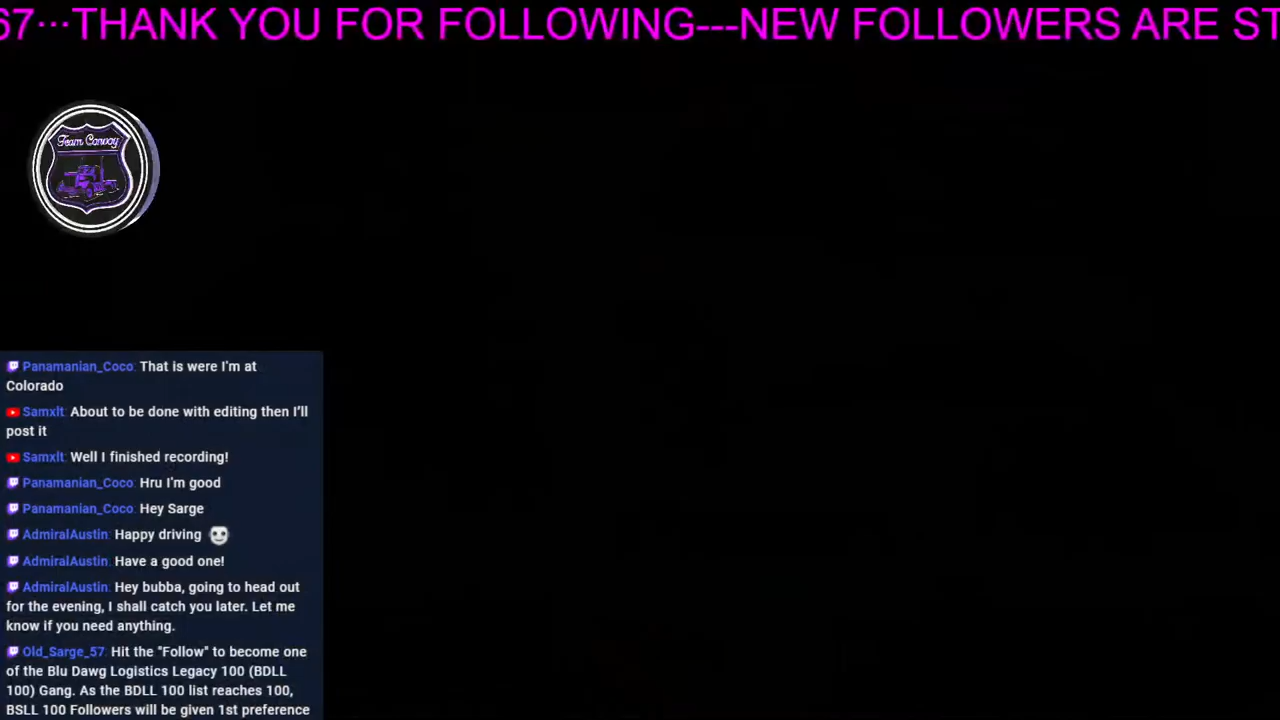 67···THANK YOU FOR FOLLOWING---NEW FOLLOWERS ARE ST
Team Convoy
Panamanian_Coco: That is were I'm at
Colorado
Samxlt: About to be done with editing then I'll
post it
Samxlt: Well I finished recording!
Panamanian_Coco: Hru I'm good
Panamanian_Coco: Hey Sarge
AdmiralAustin: Happy driving
AdmiralAustin: Have a good one!
AdmiralAustin: Hey bubba, going to head out
for the evening, I shall catch you later. Let me
know if you need anything.
Old_Sarge_57: Hit the "Follow" to become one
of the Blu Dawg Logistics Legacy 100 (BDLL
100) Gang. As the BDLL 100 list reaches 100,
BSLL 100 Followers will be given 1st preference